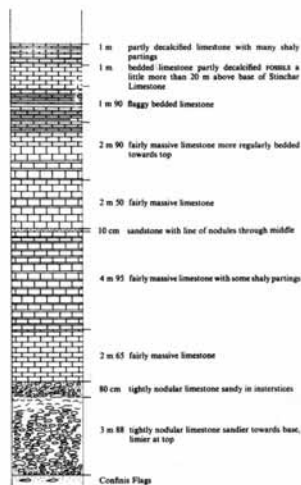 1 m partly decalcified limestone with many shaly
partings
1 m bedded limestone partly decalcified FOSSILS a
little more than 20 m above base of Stinchar
Limestone
1 m 90 flaggy bedded limestone
2 m 90 fairly massive limestone more regularly bedded
towards top
2 m 50 fairly massive limestone
10 cm sandstone with line of nodules through middle
4 m 95 fairly massive limestone with some shaly partings
2 m 65 fairly massive limestone
80 cm tightly nodular limestone sandy in insterstices
3 m 88 tightly nodular limestone sandier towards base,
limier at top
Confinis Flags